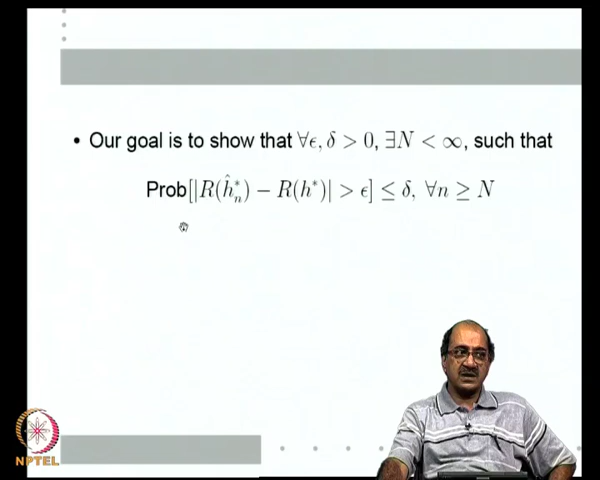 • Our goal is to show that ∀ϵ, δ > 0, ∃N < ∞, such that
Prob[|R(ĥ*ₙ) − R(h*)| > ϵ] ≤ δ, ∀n ≥ N
NPTEL